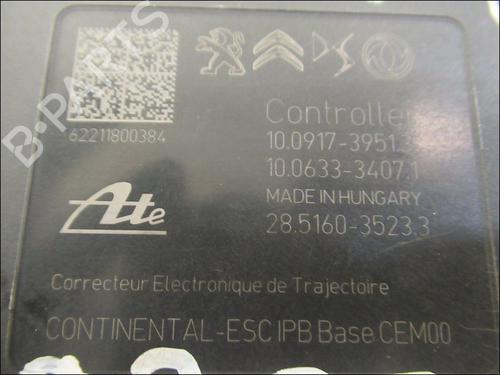 B-PARTS
62211800384
Controller
10.0917-3951.
10.0633-3407.1
MADE IN HUNGARY
28.5160-3523.3
Ate
Correcteur Electronique de Trajectoire
CONTINENTAL-ESC IPB Base CEM00